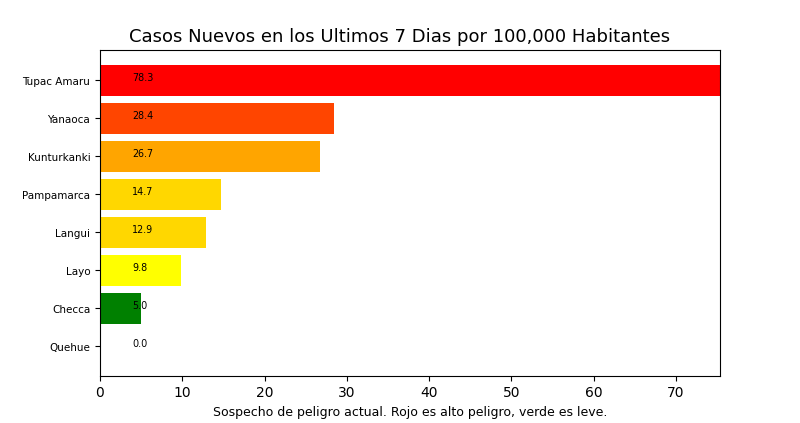 Casos Nuevos en los Ultimos 7 Dias por 100,000 Habitantes
Tupac Amaru 78.3
Yanaoca 28.4
Kunturkanki 26.7
Pampamarca 14.7
Langui 12.9
Layo 9.8
Checca 5.0
Quehue 0.0
0 10 20 30 40 50 60 70
Sospecho de peligro actual. Rojo es alto peligro, verde es leve.